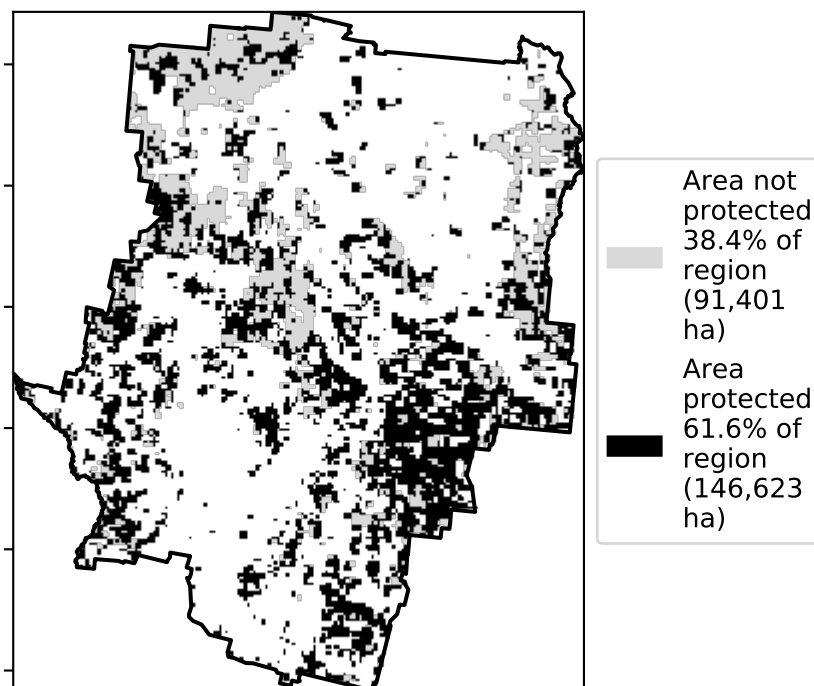 Area not
protected
38.4% of
region
(91,401
ha)
Area
protected
61.6% of
region
(146,623
ha)